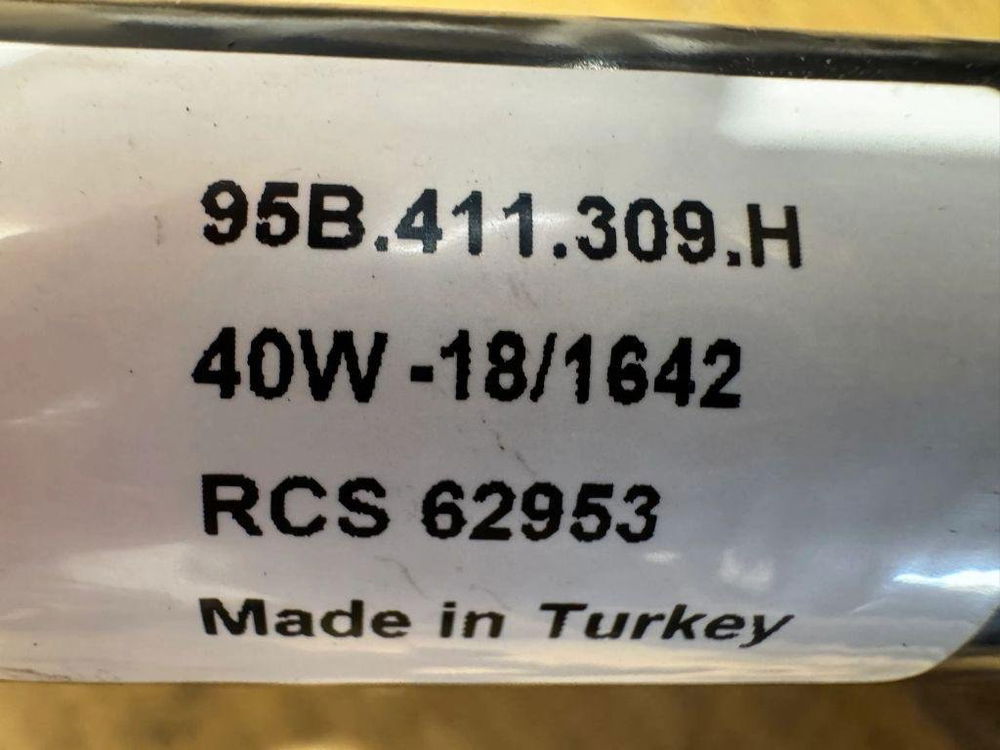 95B.411.309.H
40W -18/1642
RCS 62953
Made in Turkey